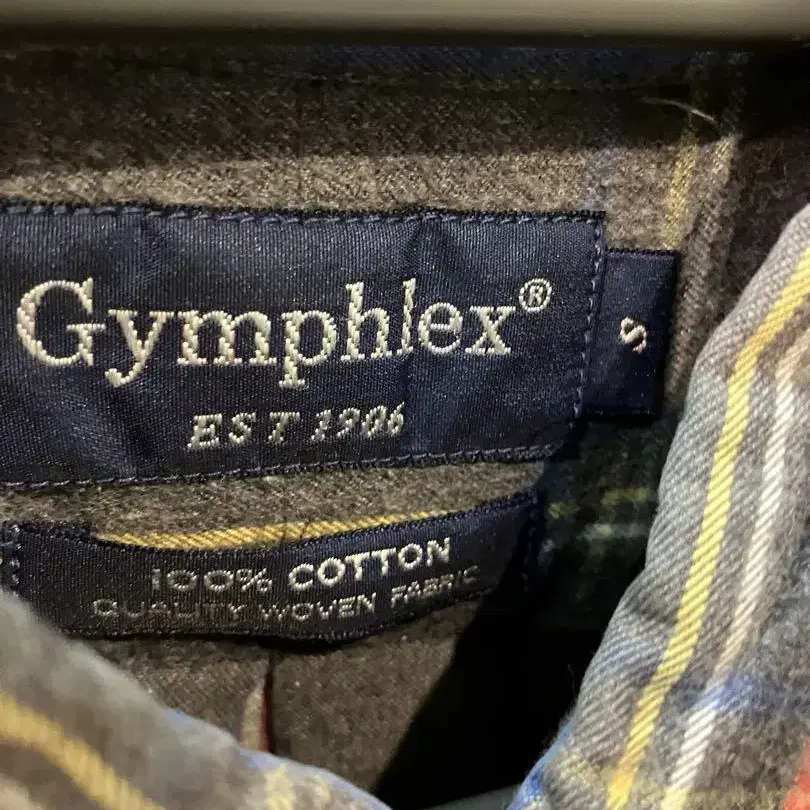 Gymphlex®
S
EST 1906
100% COTTON
QUALITY WOVEN FABRIC